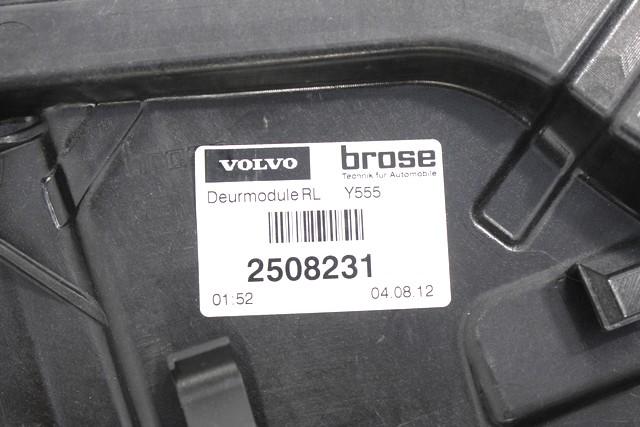 VOLVO brose
Technik für Automobile
Deurmodule RL Y555
2508231
01:52 04.08.12